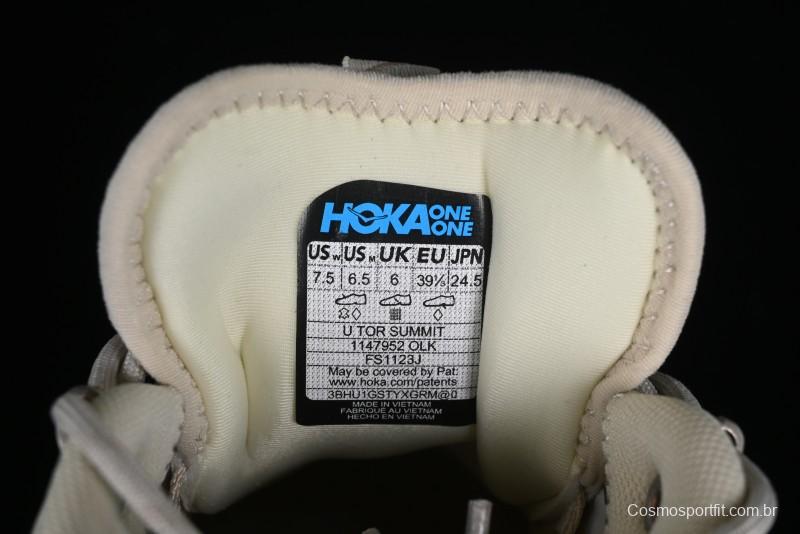 HOKA ONE ONE
US W US M UK EU JPN
7.5 6.5 6 39⅓ 24.5
U TOR SUMMIT
1147952 OLK
FS1123J
May be covered by Pat:
www.hoka.com/patents
3BHU1GSTYXGRM@0
MADE IN VIETNAM
FABRIQUÉ AU VIETNAM
HECHO EN VIETNAM
Cosmosportfit.com.br